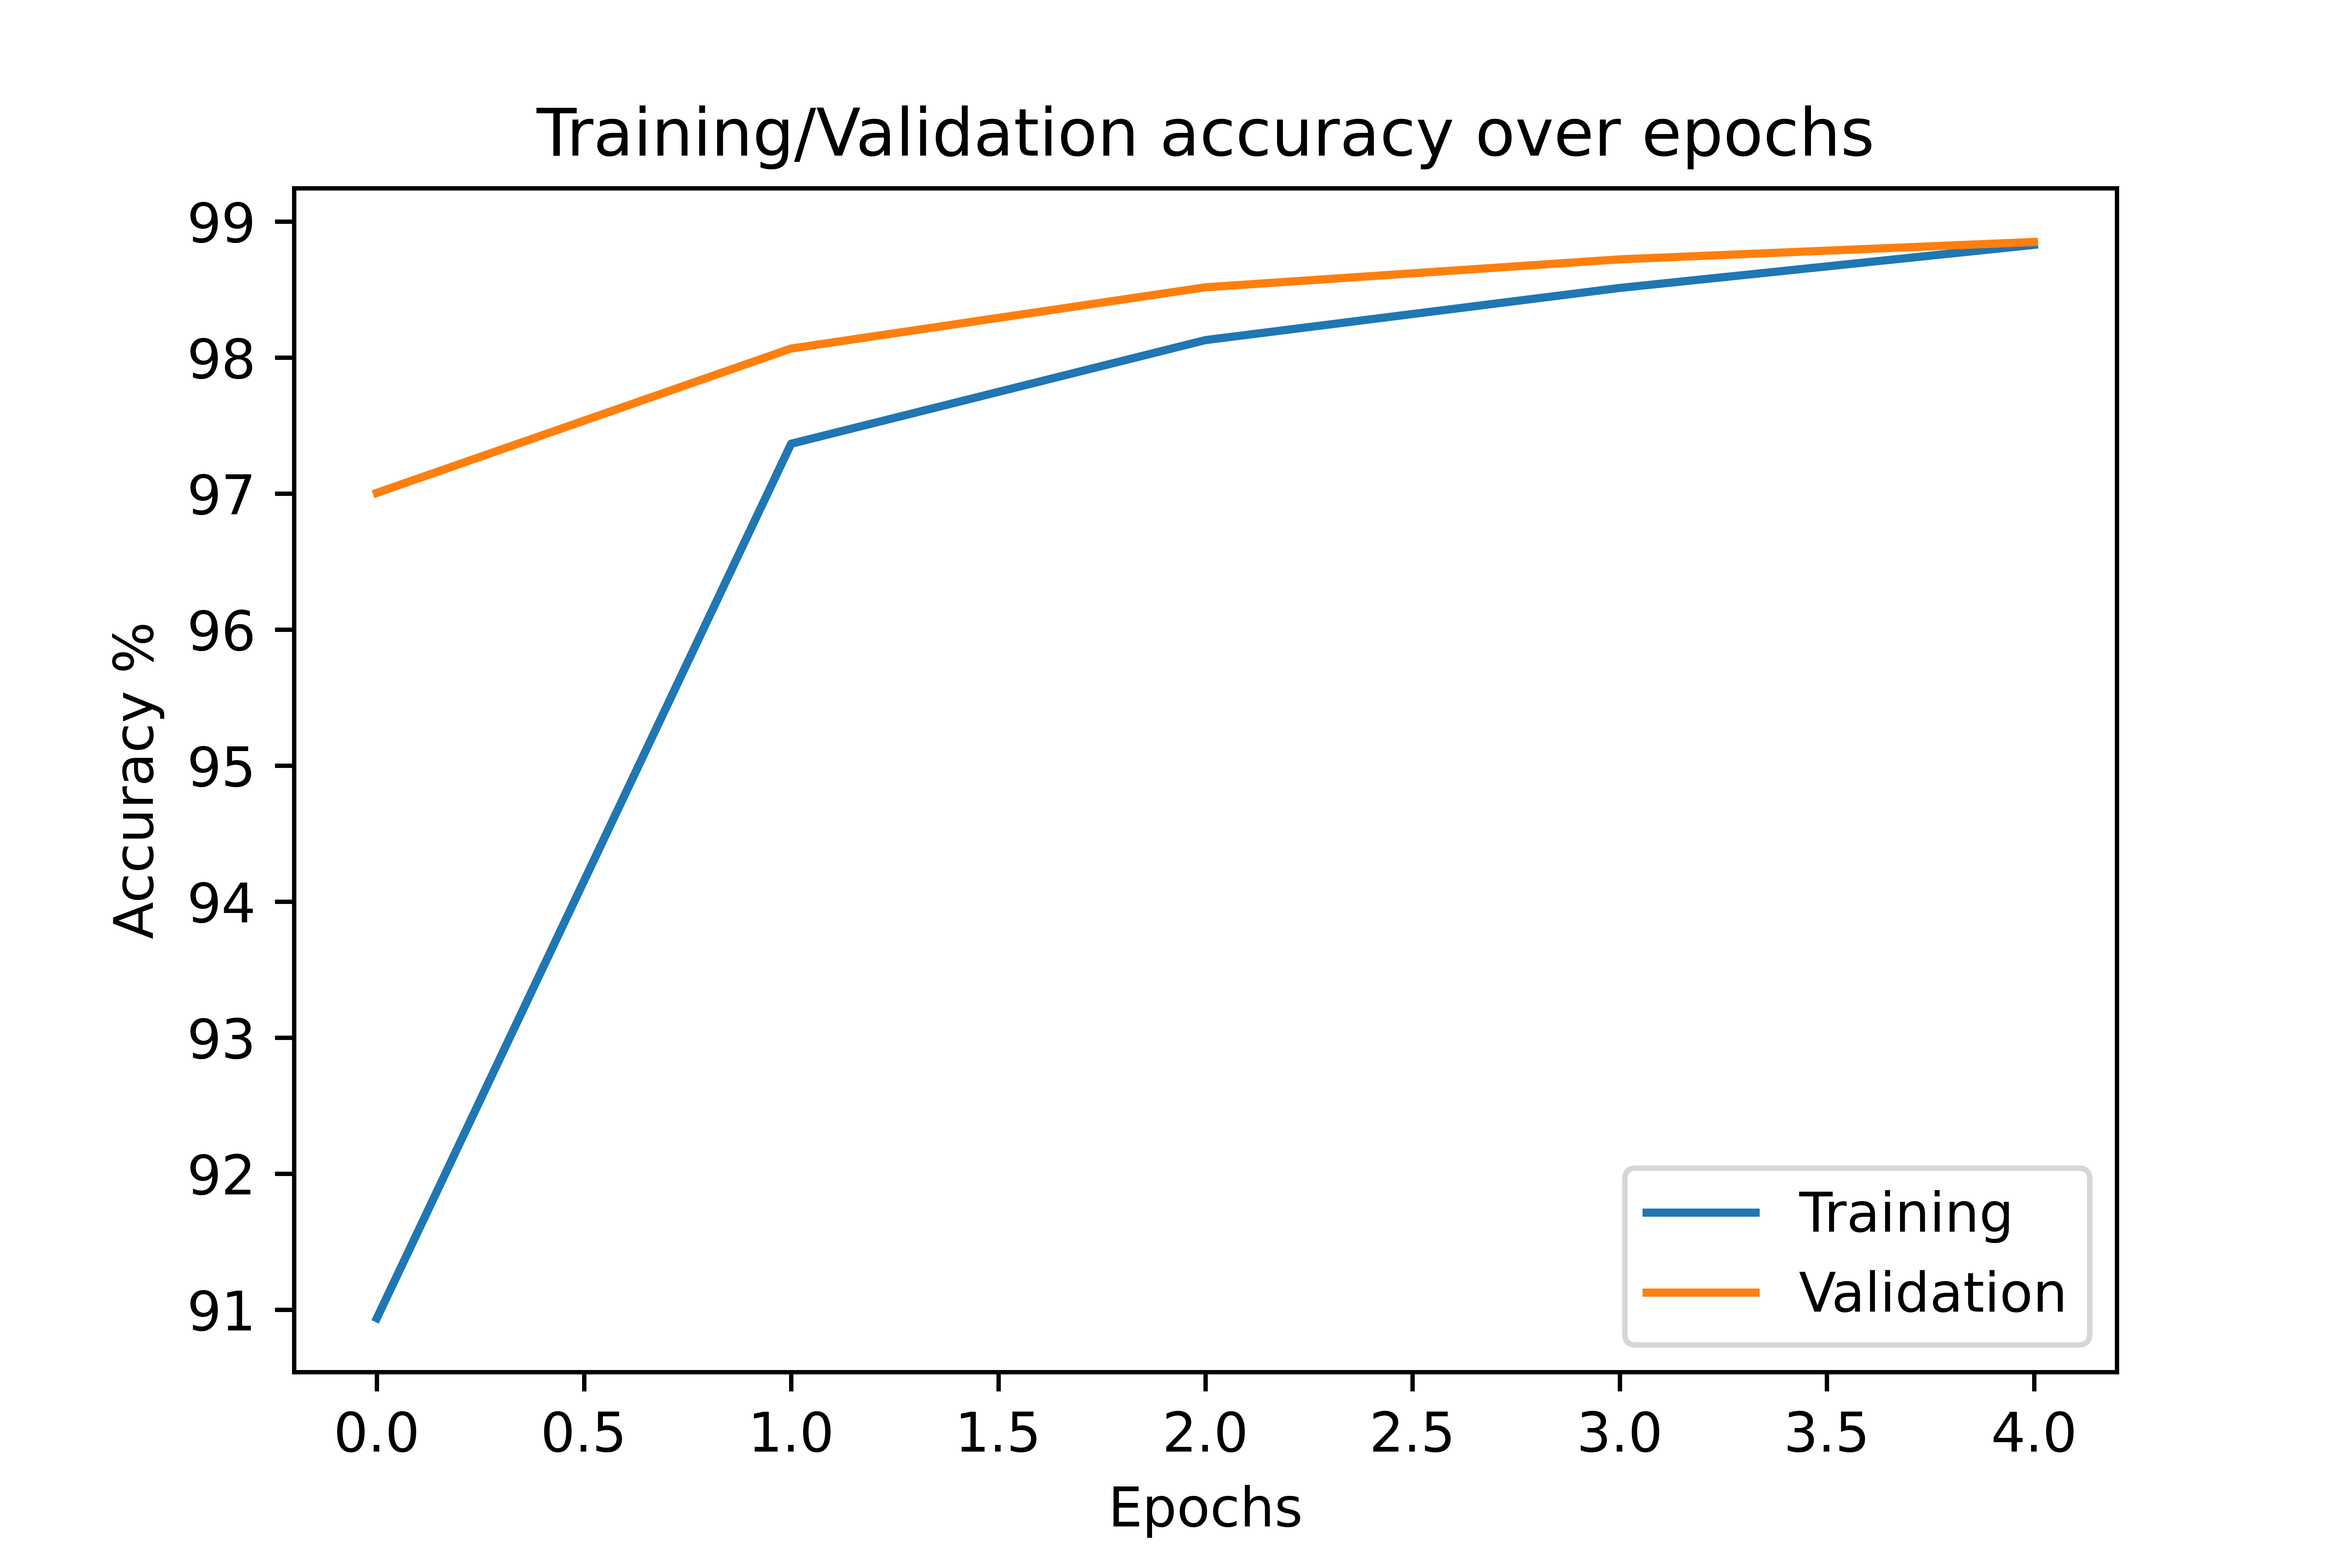 Training/Validation accuracy over epochs
Accuracy %
99
98
97
96
95
94
93
92
91
Training
Validation
0.0 0.5 1.0 1.5 2.0 2.5 3.0 3.5 4.0
Epochs